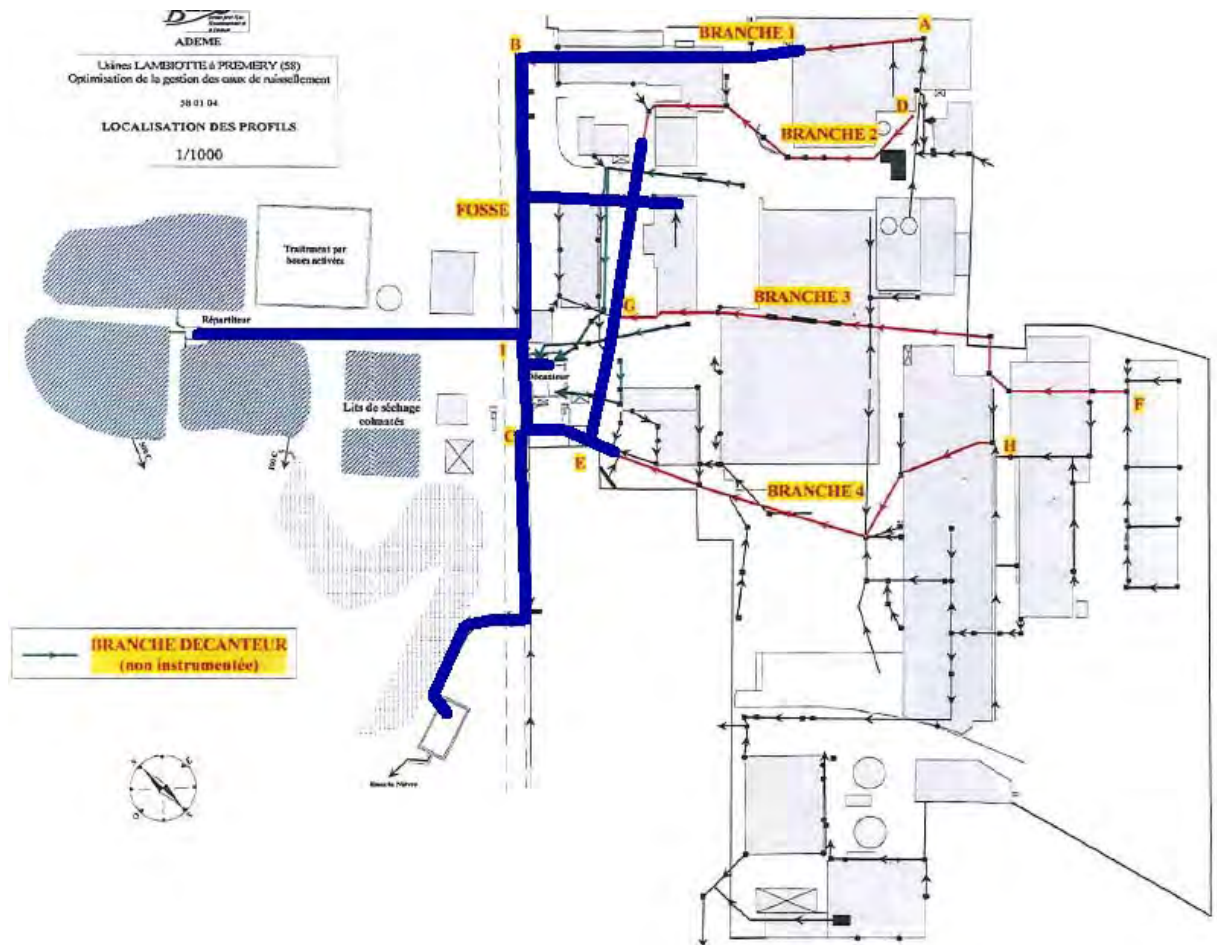 ADEME
Usines LAMBIOTTE à PREMERY (58)
Optimisation de la gestion des eaux de ruissellement
58 01 04
LOCALISATION DES PROFILS
1/1000
BRANCHE 1
A
B
D
BRANCHE 2
FOSSE
Traitement par
boues activées
Répartiteur
G
BRANCHE 3
I
Décanteur
Lits de séchage
colmatés
C
E
F
H
BRANCHE 4
BRANCHE DECANTEUR
(non instrumentée)